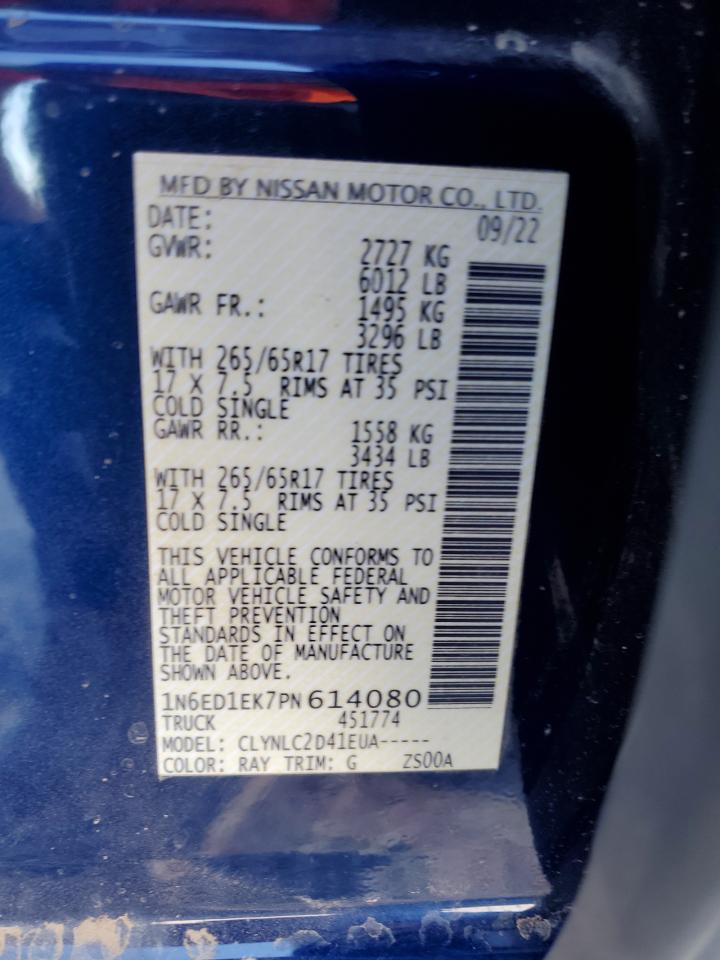 MFD BY NISSAN MOTOR CO., LTD.
DATE: 09/22
GVWR: 2727 KG
6012 LB
GAWR FR.: 1495 KG
3296 LB
WITH 265/65R17 TIRES
17 X 7.5 RIMS AT 35 PSI
COLD SINGLE
GAWR RR.: 1558 KG
3434 LB
WITH 265/65R17 TIRES
17 X 7.5 RIMS AT 35 PSI
COLD SINGLE
THIS VEHICLE CONFORMS TO
ALL APPLICABLE FEDERAL
MOTOR VEHICLE SAFETY AND
THEFT PREVENTION
STANDARDS IN EFFECT ON
THE DATE OF MANUFACTURE
SHOWN ABOVE.
1N6ED1EK7PN614080
TRUCK 451774
MODEL: CLYNLC2D41EUA-----
COLOR: RAY TRIM: G ZS00A